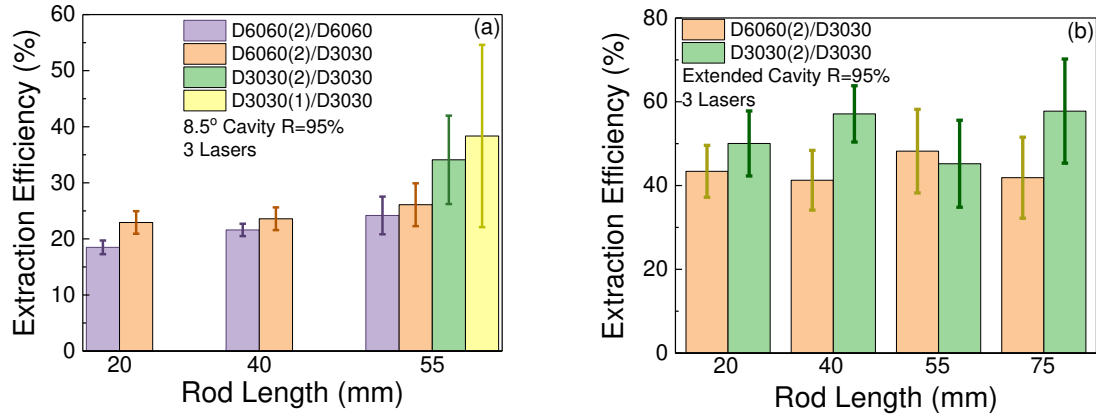 (a)
D6060(2)/D6060
D6060(2)/D3030
D3030(2)/D3030
D3030(1)/D3030
8.5° Cavity R=95%
3 Lasers
Extraction Efficiency (%)
60
50
40
30
20
10
0
20
40
55
Rod Length (mm)
(b)
D6060(2)/D3030
D3030(2)/D3030
Extended Cavity R=95%
3 Lasers
Extraction Efficiency (%)
80
60
40
20
0
20
40
55
75
Rod Length (mm)